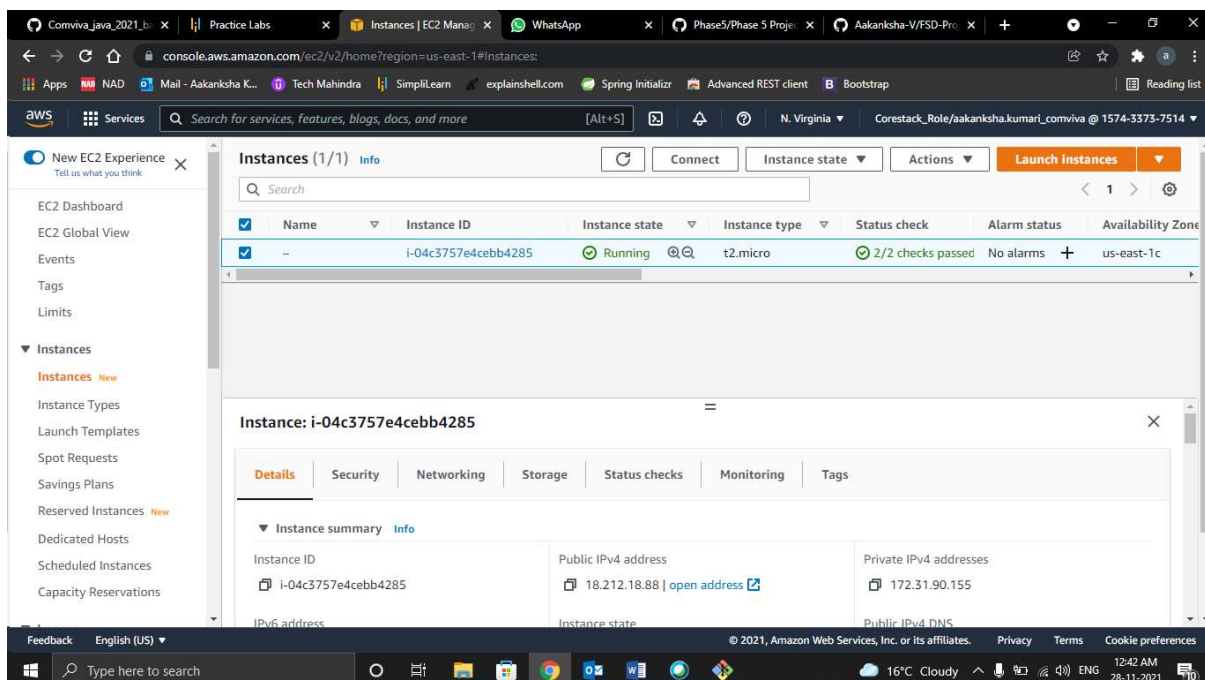 Comviva_java_2021_b
Practice Labs
Instances | EC2 Manag
WhatsApp
Phase5/Phase 5 Projec
Aakanksha-V/FSD-Pro
console.aws.amazon.com/ec2/v2/home?region=us-east-1#Instances:
a
Apps NAD NAD Mail - Aakanksha K... Tech Mahindra SimpliLearn explainshell.com Spring Initializr Advanced REST client B Bootstrap Reading list
aws Services Search for services, features, blogs, docs, and more [Alt+S] N. Virginia ▼ Corestack_Role/aakanksha.kumari_comviva @ 1574-3373-7514 ▼
New EC2 Experience
Tell us what you think
EC2 Dashboard
EC2 Global View
Events
Tags
Limits
Instances
Instances New
Instance Types
Launch Templates
Spot Requests
Savings Plans
Reserved Instances New
Dedicated Hosts
Scheduled Instances
Capacity Reservations
Instances (1/1) Info Connect Instance state ▼ Actions ▼ Launch instances ▼
Search
1
Name Instance ID Instance state Instance type Status check Alarm status Availability Zone
– i-04c3757e4cebb4285 Running t2.micro 2/2 checks passed No alarms + us-east-1c
Instance: i-04c3757e4cebb4285
Details Security Networking Storage Status checks Monitoring Tags
▼ Instance summary Info
Instance ID Public IPv4 address Private IPv4 addresses
i-04c3757e4cebb4285 18.212.18.88 | open address 172.31.90.155
IPv6 address Instance state Public IPv4 DNS
Feedback English (US) ▼ © 2021, Amazon Web Services, Inc. or its affiliates. Privacy Terms Cookie preferences
Type here to search 16°C Cloudy ENG 12:42 AM
28-11-2021